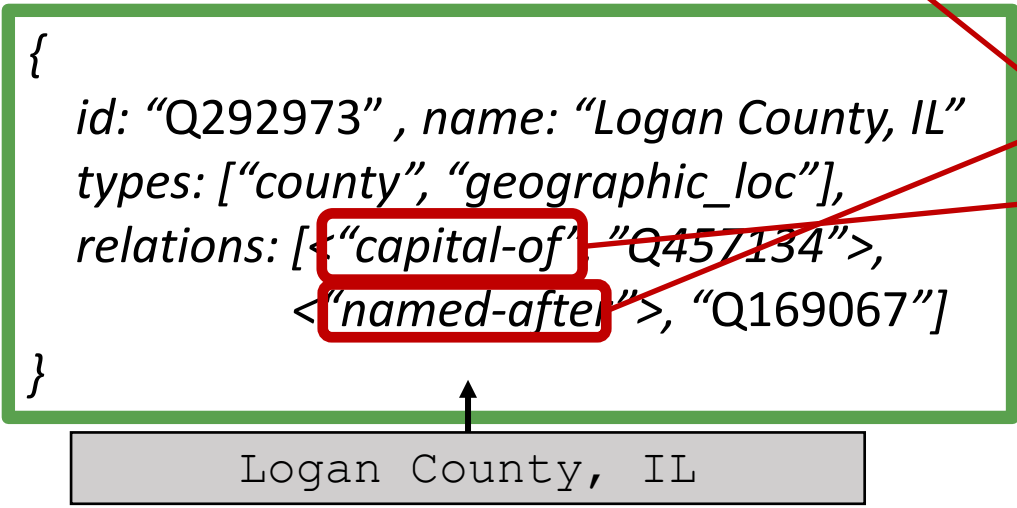 {
id: “Q292973” , name: “Logan County, IL”
types: [“county”, “geographic_loc”],
relations: [<“capital-of”, ”Q457134”>,
<“named-after”>, “Q169067”]
}
Logan County, IL